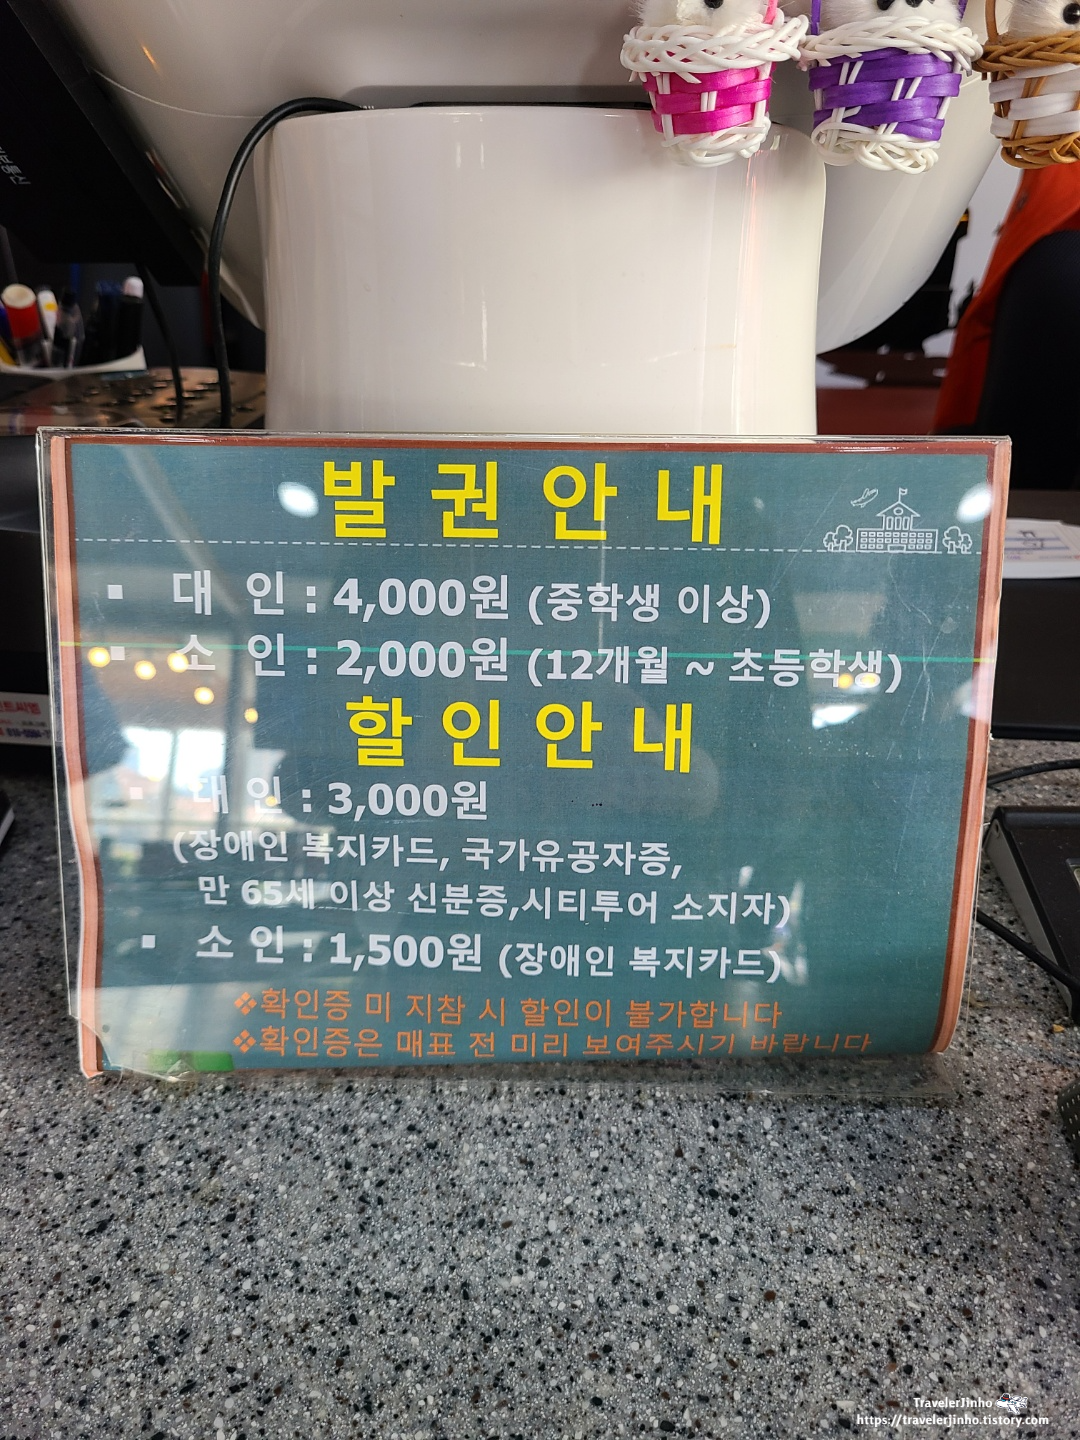 발권안내
▪ 대 인 : 4,000원 (중학생 이상)
▪ 소 인 : 2,000원 (12개월 ~ 초등학생)
할인안내
▪ 대 인 : 3,000원
(장애인 복지카드, 국가유공자증,
만 65세 이상 신분증,시티투어 소지자)
▪ 소 인 : 1,500원 (장애인 복지카드)
❖확인증 미 지참 시 할인이 불가합니다
❖확인증은 매표 전 미리 보여주시기 바랍니다
TravelerJinho
https://travelerjinho.tistory.com